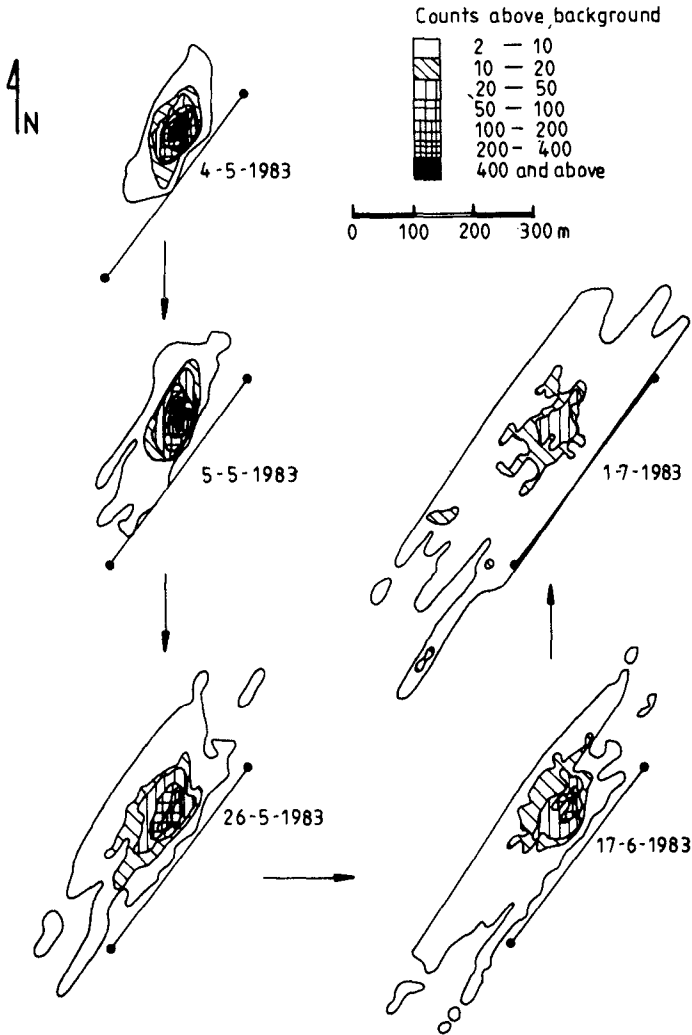 Counts above background
2 – 10
10 – 20
20 – 50
50 – 100
100 – 200
200 – 400
400 and above
N
0 100 200 300 m
4-5-1983
5-5-1983
1-7-1983
26-5-1983
17-6-1983